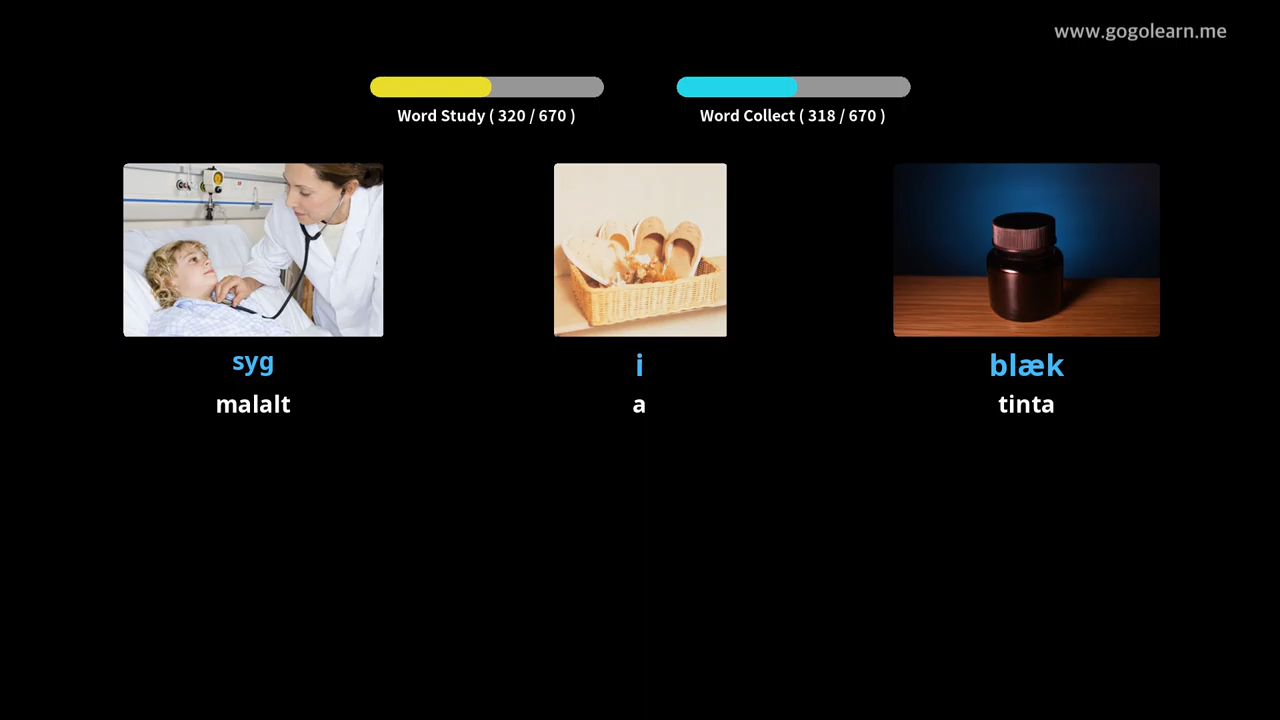 www.gogolearn.me
Word Study ( 320 / 670 )
Word Collect ( 318 / 670 )
syg
i
blæk
malalt
a
tinta